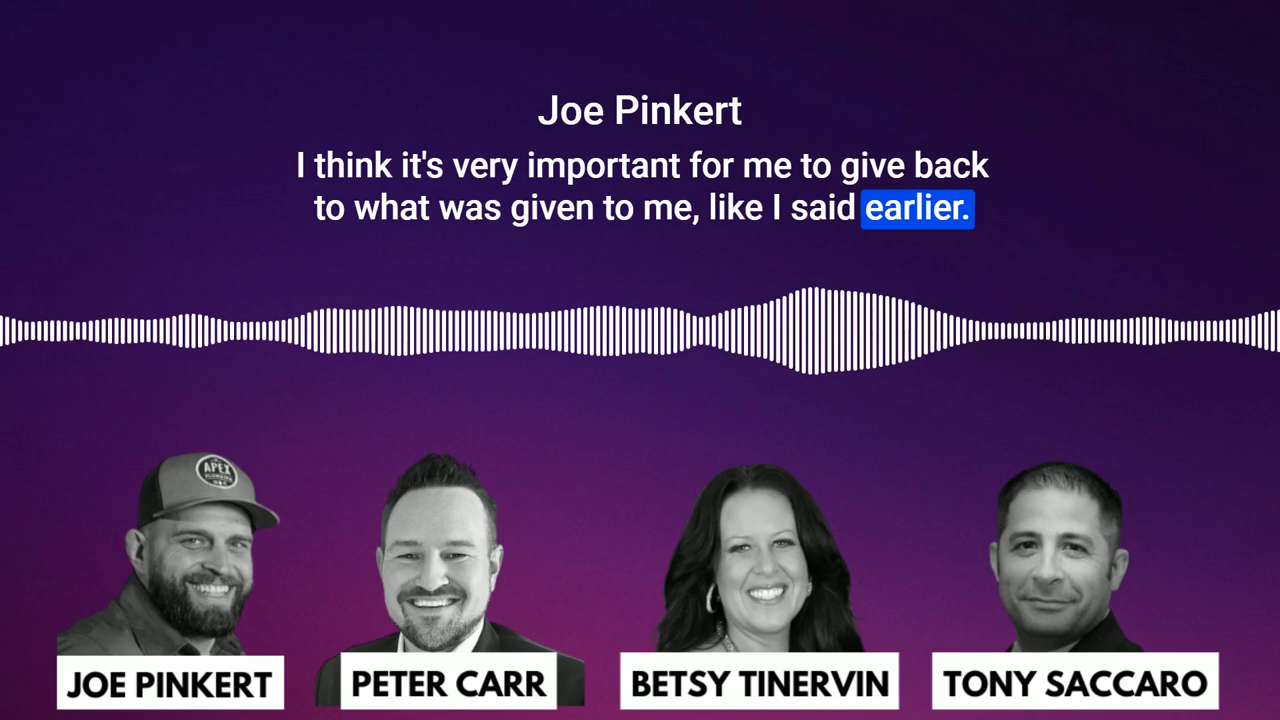 Joe Pinkert
I think it's very important for me to give back
to what was given to me, like I said earlier.
APEX
JOE PINKERT
PETER CARR
BETSY TINERVIN
TONY SACCARO